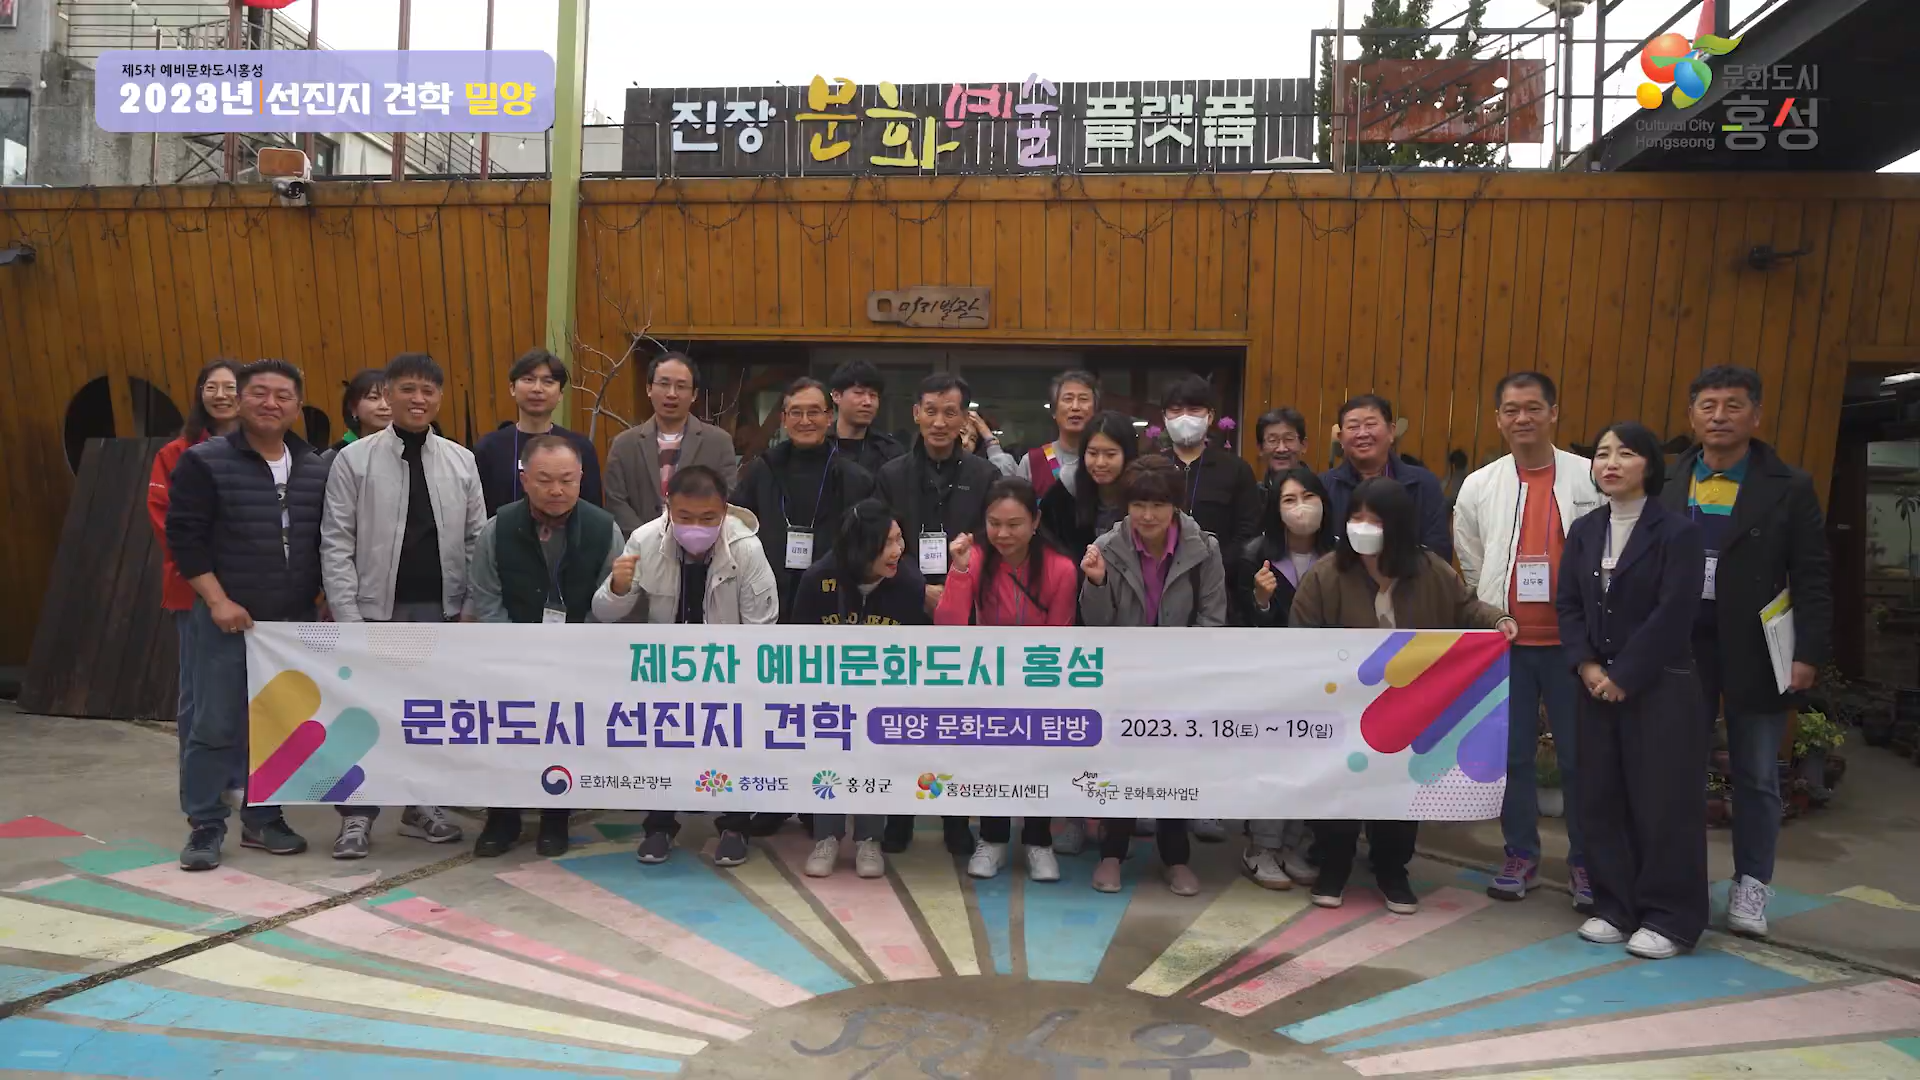 제5차 예비문화도시홍성
2023년 선진지 견학 밀양
문화도시
홍성
Cultural City
Hongseong
진장 문화예술 플랫폼
미리벌관
제5차 예비문화도시 홍성
문화도시 선진지 견학 밀양 문화도시 탐방 2023. 3. 18(토) ~ 19(일)
문화체육관광부 충청남도 홍성군 홍성문화도시센터 홍성군 문화특화사업단